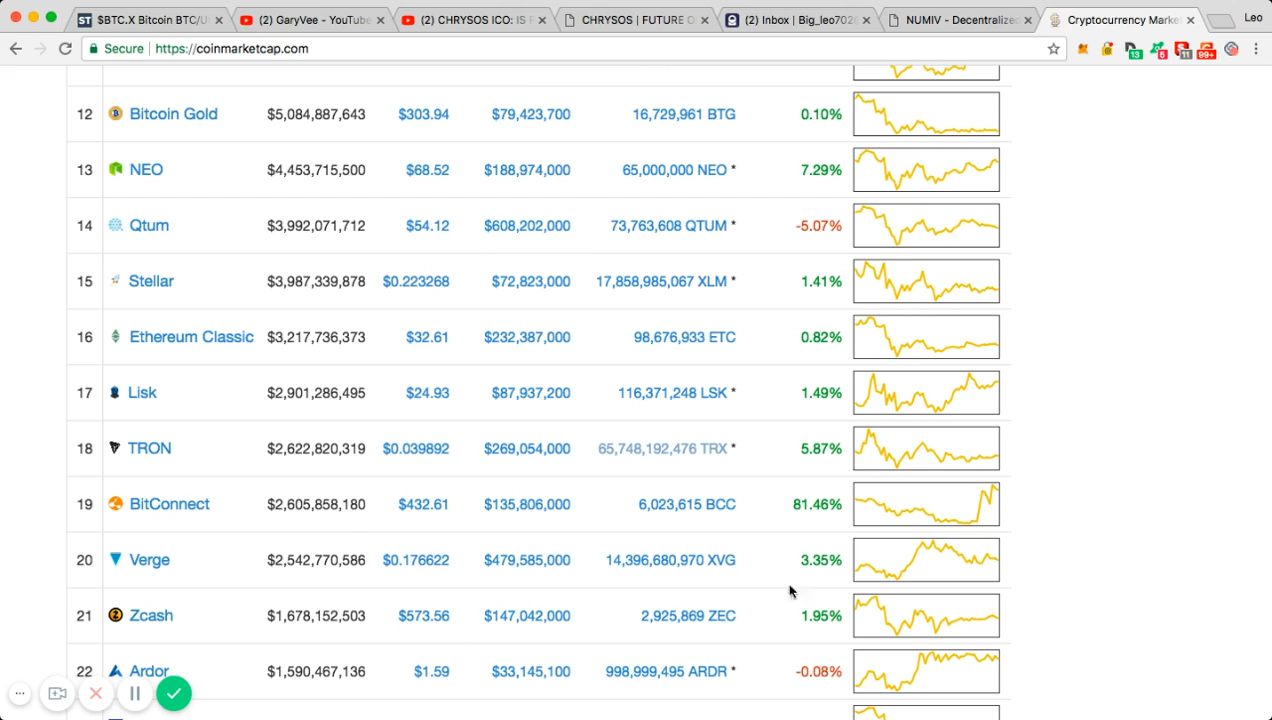 $BTC.X Bitcoin BTC/U
(2) GaryVee - YouTube
(2) CHRYSOS ICO: IS F
CHRYSOS | FUTURE O
(2) Inbox | Big_leo702
NUMIV - Decentralized
Cryptocurrency Marke
Leo
Secure
https://coinmarketcap.com
13
5
11
99+
12 Bitcoin Gold $5,084,887,643 $303.94 $79,423,700 16,729,961 BTG 0.10%
13 NEO $4,453,715,500 $68.52 $188,974,000 65,000,000 NEO * 7.29%
14 Qtum $3,992,071,712 $54.12 $608,202,000 73,763,608 QTUM * -5.07%
15 Stellar $3,987,339,878 $0.223268 $72,823,000 17,858,985,067 XLM * 1.41%
16 Ethereum Classic $3,217,736,373 $32.61 $232,387,000 98,676,933 ETC 0.82%
17 Lisk $2,901,286,495 $24.93 $87,937,200 116,371,248 LSK * 1.49%
18 TRON $2,622,820,319 $0.039892 $269,054,000 65,748,192,476 TRX * 5.87%
19 BitConnect $2,605,858,180 $432.61 $135,806,000 6,023,615 BCC 81.46%
20 Verge $2,542,770,586 $0.176622 $479,585,000 14,396,680,970 XVG 3.35%
21 Zcash $1,678,152,503 $573.56 $147,042,000 2,925,869 ZEC 1.95%
22 Ardor $1,590,467,136 $1.59 $33,145,100 998,999,495 ARDR * -0.08%